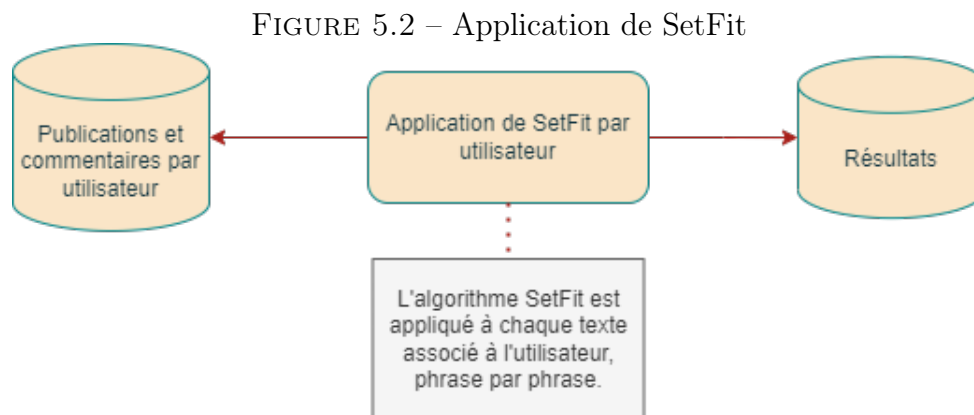 FIGURE 5.2 – Application de SetFit
Publications et
commentaires par
utilisateur
Application de SetFit par
utilisateur
Résultats
L'algorithme SetFit est
appliqué à chaque texte
associé à l'utilisateur,
phrase par phrase.